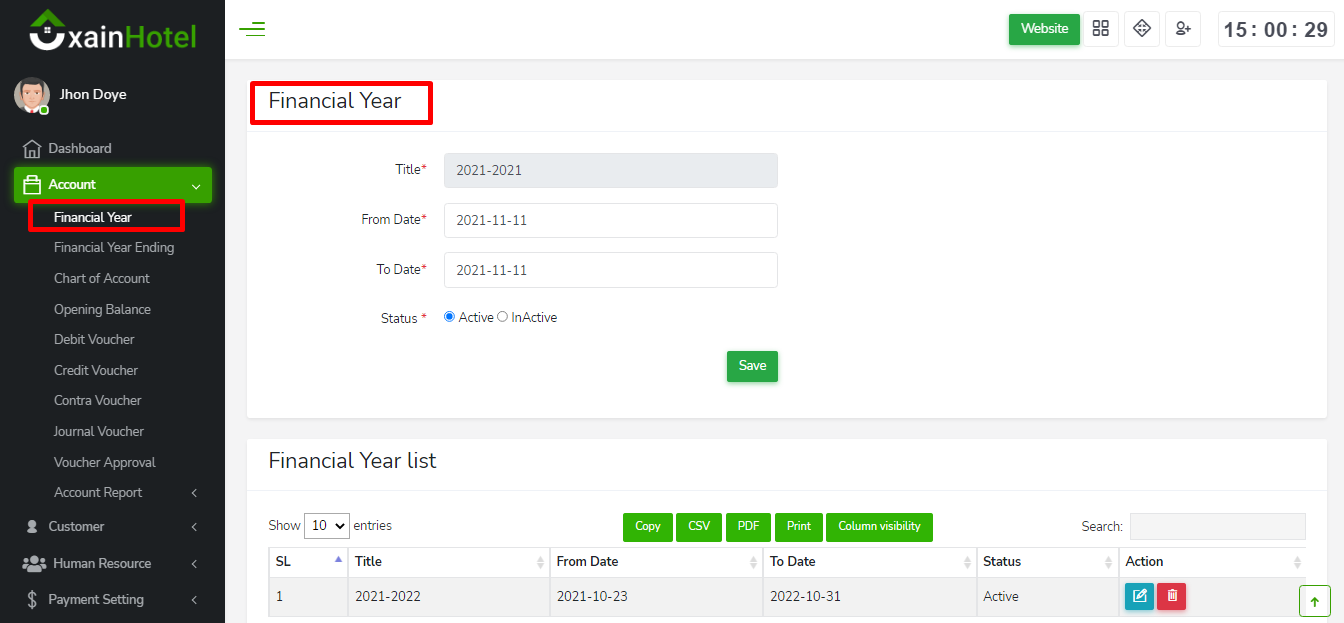 xainHotel
Website
15 : 00 : 29
Jhon Doye
Dashboard
Account
Financial Year
Financial Year Ending
Chart of Account
Opening Balance
Debit Voucher
Credit Voucher
Contra Voucher
Journal Voucher
Voucher Approval
Account Report
Customer
Human Resource
Payment Setting
Financial Year
Title* 2021-2021
From Date* 2021-11-11
To Date* 2021-11-11
Status * Active InActive
Save
Financial Year list
Show 10 entries Copy CSV PDF Print Column visibility Search:
SL Title From Date To Date Status Action
1 2021-2022 2021-10-23 2022-10-31 Active